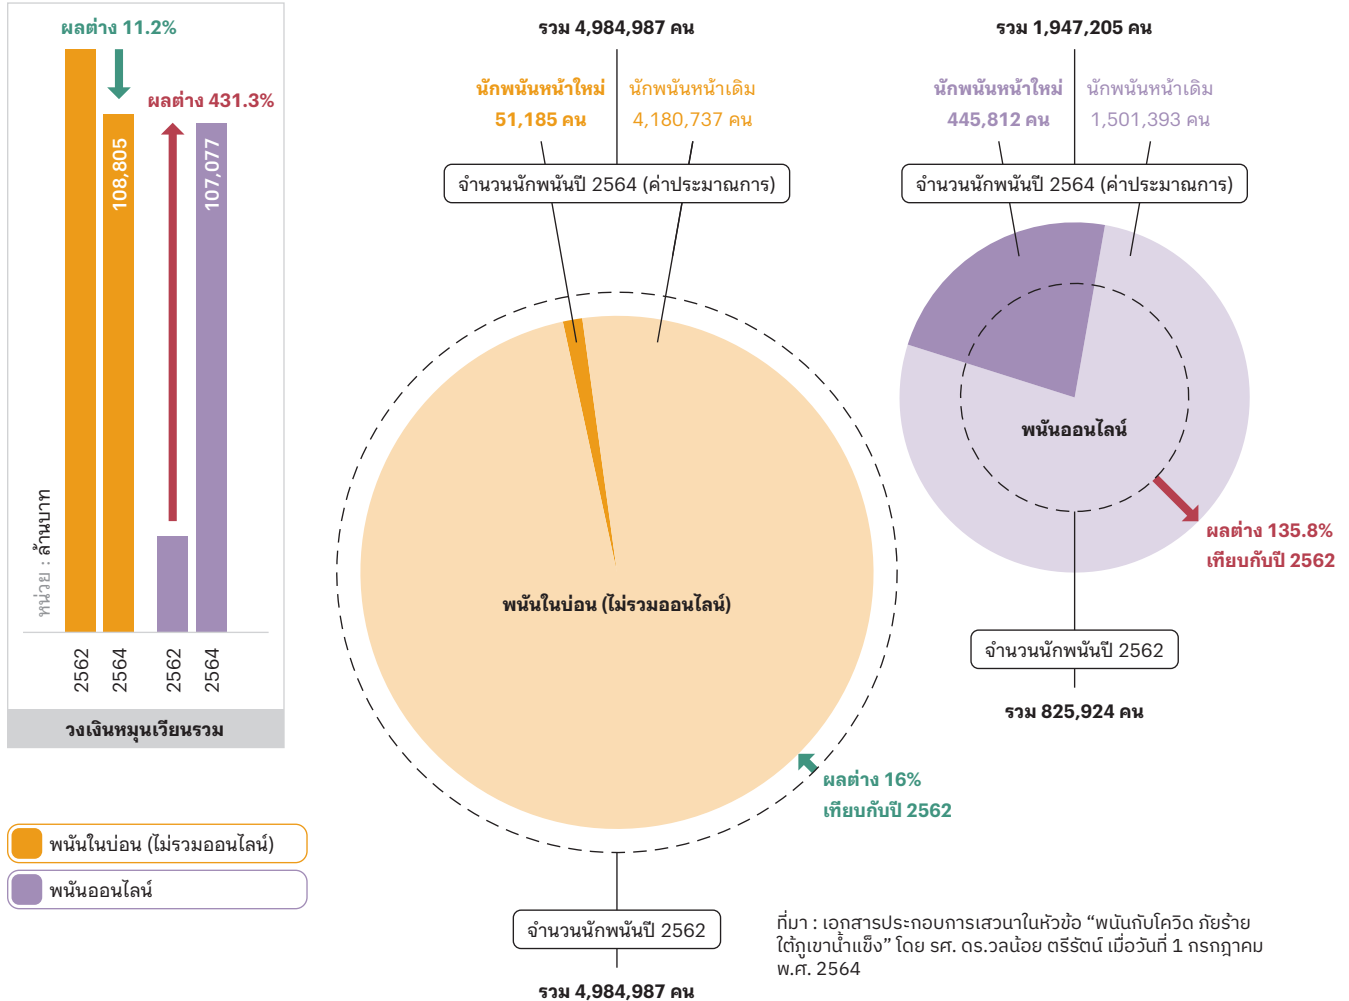 ผลต่าง 11.2%
ผลต่าง 431.3%
108,805
107,077
หน่วย : ล้านบาท
2562
2564
2562
2564
วงเงินหมุนเวียนรวม
พนันในบ่อน (ไม่รวมออนไลน์)
พนันออนไลน์
รวม 4,984,987 คน
นักพนันหน้าใหม่
51,185 คน
นักพนันหน้าเดิม
4,180,737 คน
จำนวนนักพนันปี 2564 (ค่าประมาณการ)
พนันในบ่อน (ไม่รวมออนไลน์)
ผลต่าง 16%
เทียบกับปี 2562
จำนวนนักพนันปี 2562
รวม 4,984,987 คน
รวม 1,947,205 คน
นักพนันหน้าใหม่
445,812 คน
นักพนันหน้าเดิม
1,501,393 คน
จำนวนนักพนันปี 2564 (ค่าประมาณการ)
พนันออนไลน์
ผลต่าง 135.8%
เทียบกับปี 2562
จำนวนนักพนันปี 2562
รวม 825,924 คน
ที่มา : เอกสารประกอบการเสวนาในหัวข้อ “พนันกับโควิด ภัยร้าย
ใต้ภูเขาน้ำแข็ง” โดย รศ. ดร.วลน้อย ตรีรัตน์ เมื่อวันที่ 1 กรกฎาคม
พ.ศ. 2564